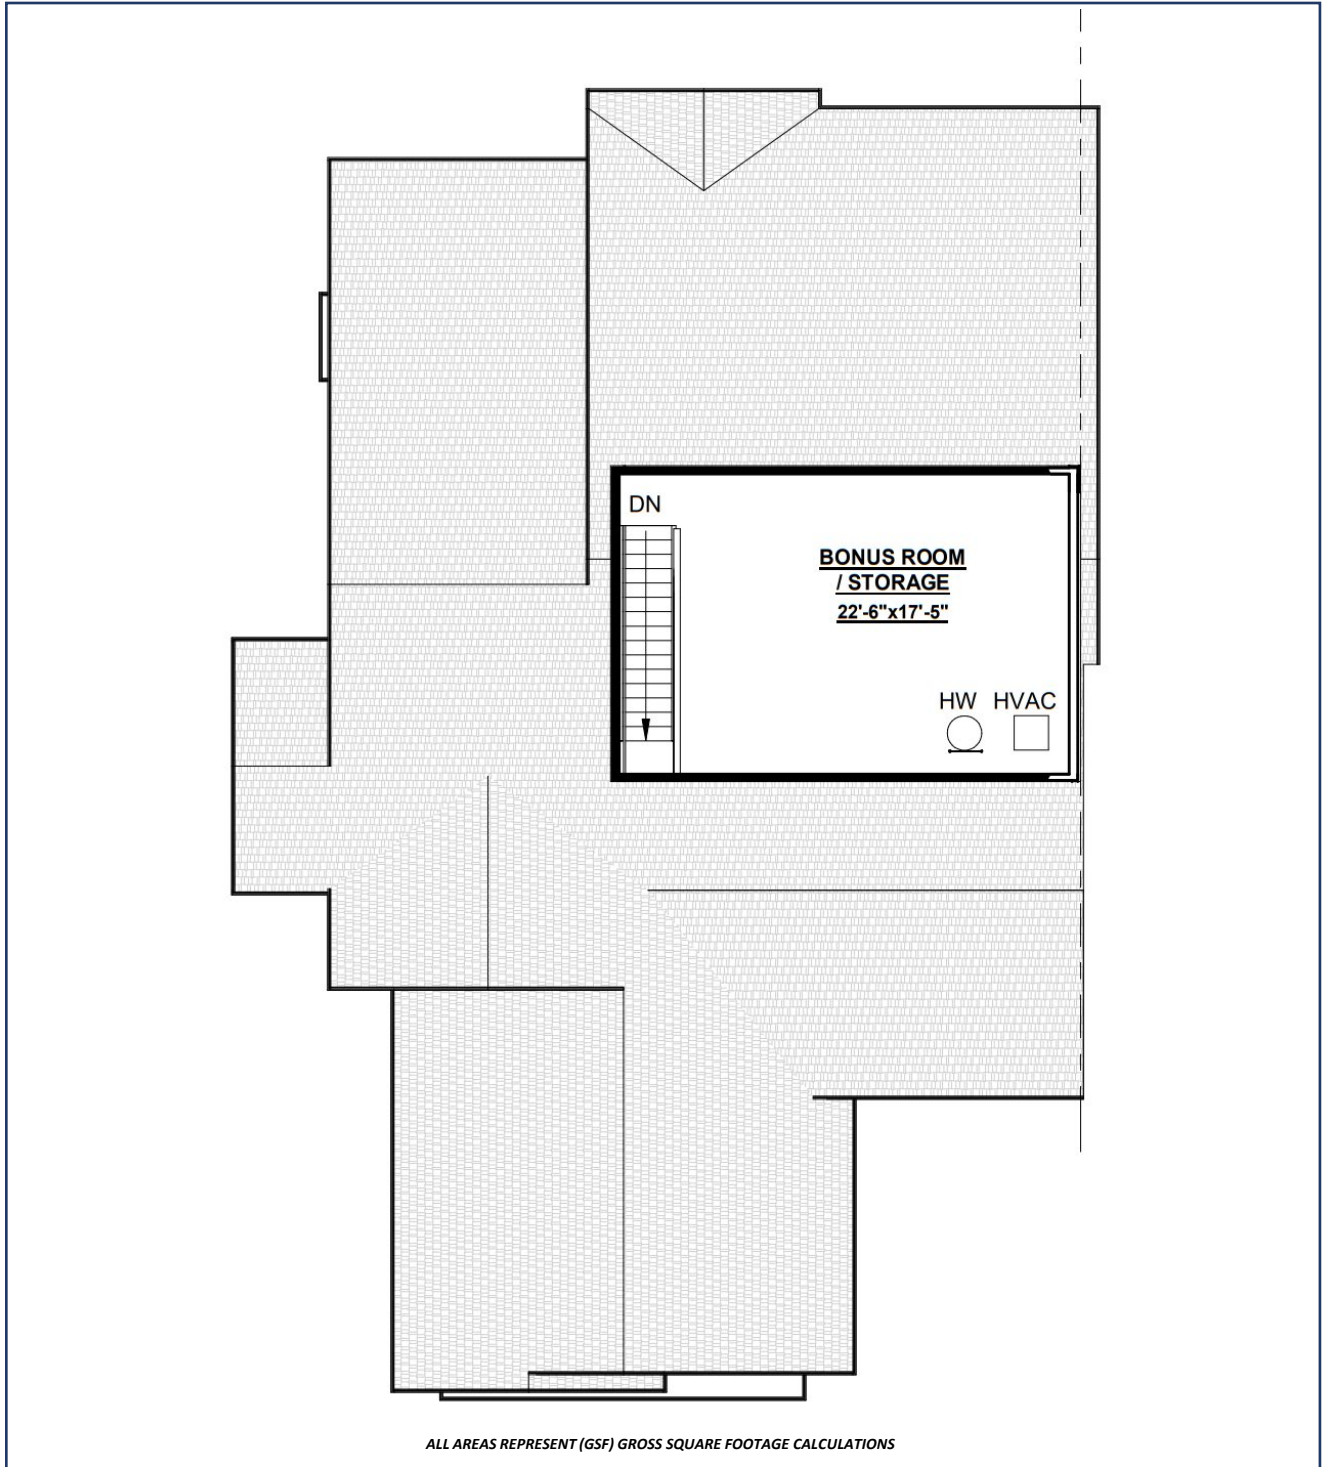 DN
BONUS ROOM
/ STORAGE
22'-6"x17'-5"
HW HVAC
ALL AREAS REPRESENT (GSF) GROSS SQUARE FOOTAGE CALCULATIONS